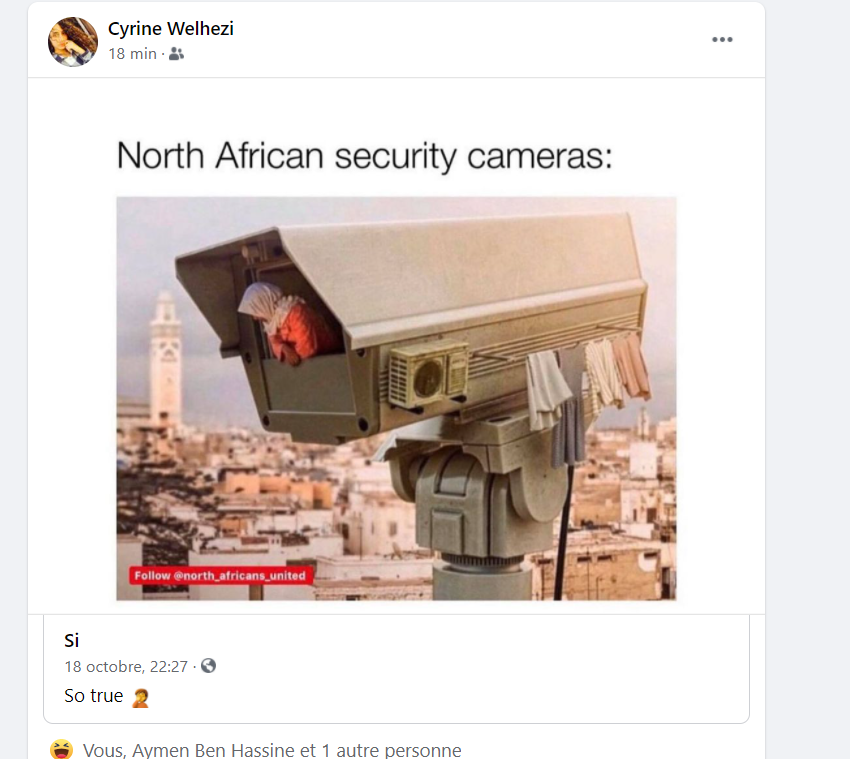 Cyrine Welhezi
18 min ·
North African security cameras:
Follow @north_africans_united
Si
18 octobre, 22:27 ·
So true 🤦
Vous, Aymen Ben Hassine et 1 autre personne